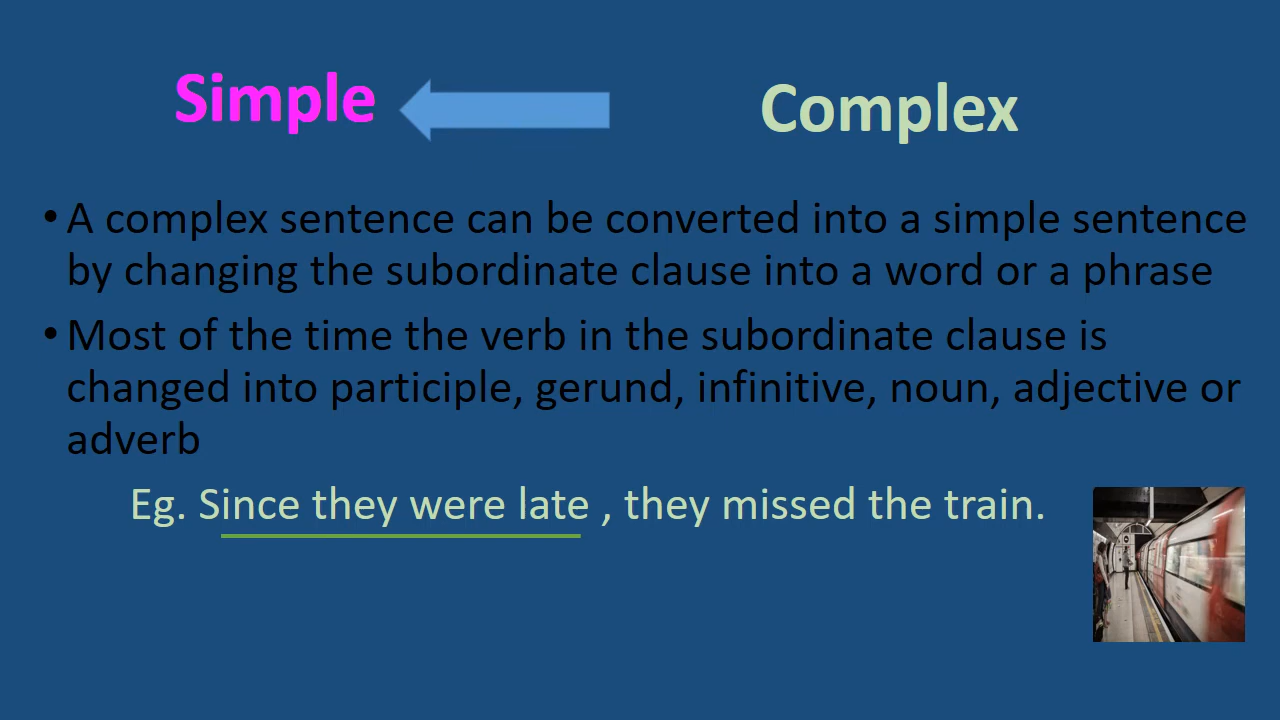 Simple Complex
• A complex sentence can be converted into a simple sentence
by changing the subordinate clause into a word or a phrase
• Most of the time the verb in the subordinate clause is
changed into participle, gerund, infinitive, noun, adjective or
adverb
Eg. Since they were late , they missed the train.